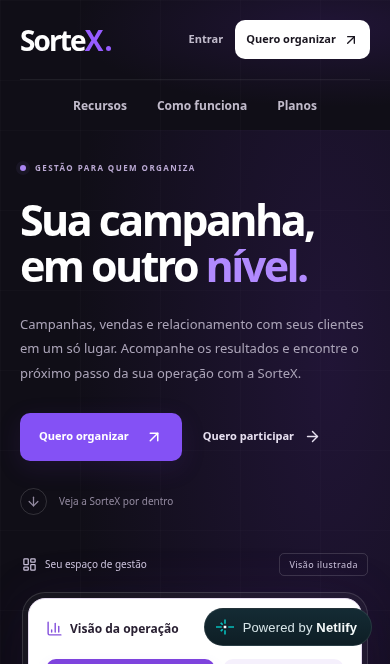 SorteX.
Entrar
Quero organizar
Recursos
Como funciona
Planos
GESTÃO PARA QUEM ORGANIZA
Sua campanha,
em outro nível.
Campanhas, vendas e relacionamento com seus clientes
em um só lugar. Acompanhe os resultados e encontre o
próximo passo da sua operação com a SorteX.
Quero organizar
Quero participar
Veja a SorteX por dentro
Seu espaço de gestão
Visão ilustrada
Visão da operação
Powered by Netlify